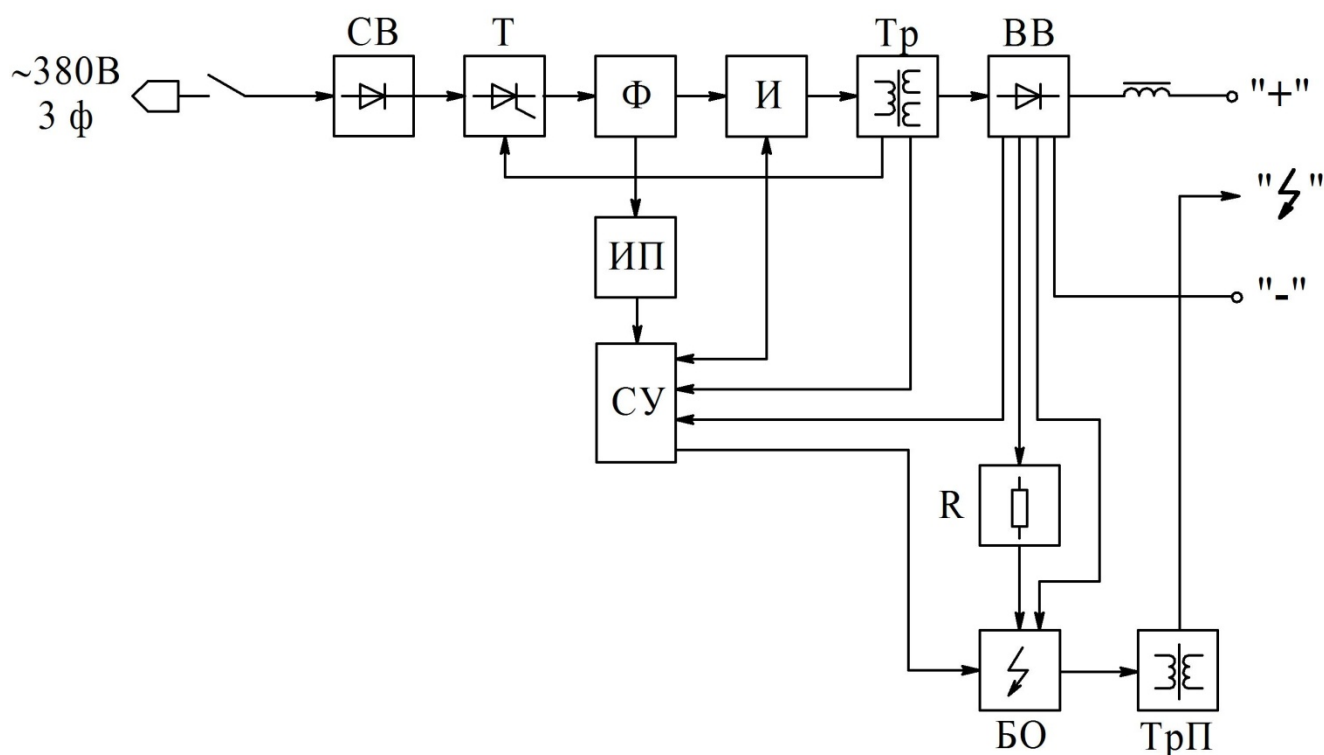 СВ
Т
Тр
ВВ
~380В
3 ф
Ф
И
"+"
"⚡"
ИП
"-"
СУ
R
БО
ТрП